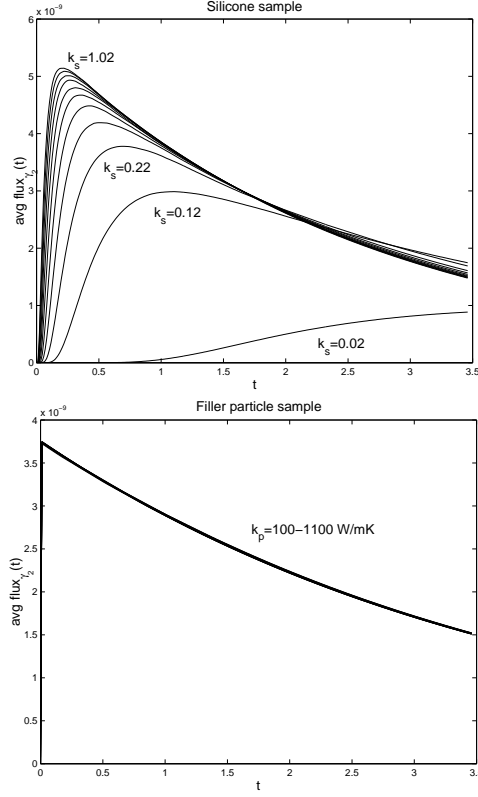 Silicone sample
x 10⁻⁹
6
5
4
3
2
1
0
avg flux_γ₂(t)
k_s=1.02
k_s=0.22
k_s=0.12
k_s=0.02
0 0.5 1 1.5 2 2.5 3 3.5
t
Filler particle sample
x 10⁻⁹
4
3.5
3
2.5
2
1.5
1
0.5
0
avg flux_γ₂(t)
k_p=100−1100 W/mK
0 0.5 1 1.5 2 2.5 3 3.5
t